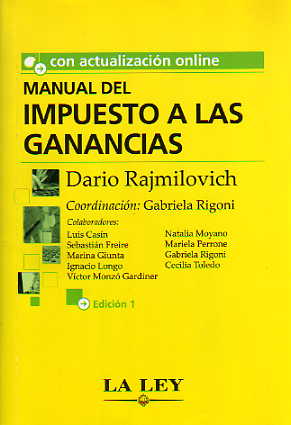 con actualización online
MANUAL DEL
IMPUESTO A LAS
GANANCIAS
Dario Rajmilovich
Coordinación: Gabriela Rigoni
Colaboradores:
Luis Casin
Sebastián Freire
Marina Giunta
Ignacio Longo
Víctor Monzó Gardiner
Natalia Moyano
Mariela Perrone
Gabriela Rigoni
Cecilia Toledo
Edición 1
LA LEY